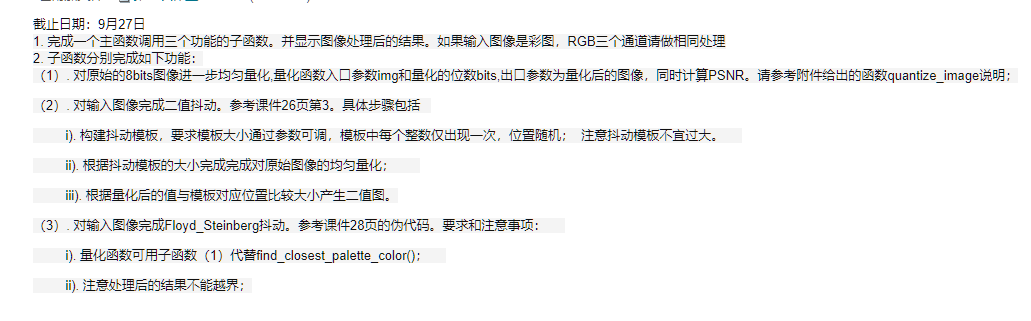 截止日期：9月27日
1. 完成一个主函数调用三个功能的子函数。并显示图像处理后的结果。如果输入图像是彩图，RGB三个通道请做相同处理
2. 子函数分别完成如下功能：
（1）. 对原始的8bits图像进一步均匀量化,量化函数入口参数img和量化的位数bits,出口参数为量化后的图像，同时计算PSNR。请参考附件给出的函数quantize_image说明；
（2）. 对输入图像完成二值抖动。参考课件26页第3。具体步骤包括
i). 构建抖动模板，要求模板大小通过参数可调，模板中每个整数仅出现一次，位置随机； 注意抖动模板不宜过大。
ii). 根据抖动模板的大小完成完成对原始图像的均匀量化；
iii). 根据量化后的值与模板对应位置比较大小产生二值图。
（3）. 对输入图像完成Floyd_Steinberg抖动。参考课件28页的伪代码。要求和注意事项：
i). 量化函数可用子函数（1）代替find_closest_palette_color()；
ii). 注意处理后的结果不能越界；